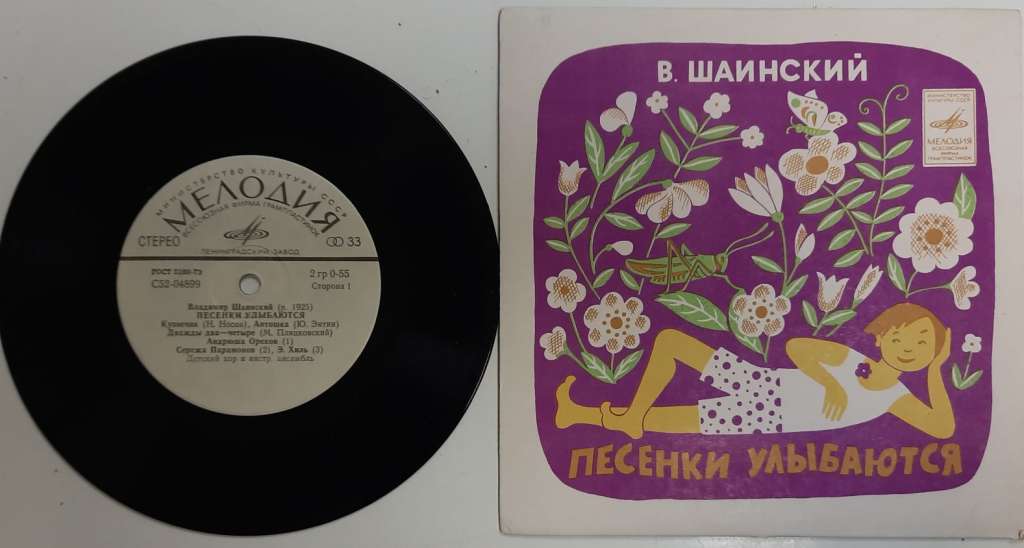 МИНИСТЕРСТВО КУЛЬТУРЫ СССР
МЕЛОДИЯ
ВСЕСОЮЗНАЯ ФИРМА ГРАМПЛАСТИНОК
СТЕРЕО
33
ЛЕНИНГРАДСКИЙ ЗАВОД
ГОСТ 5289-73
2 гр 0-55
С52-04899
Сторона 1
Владимир Шаинский (р. 1925)
ПЕСЕНКИ УЛЫБАЮТСЯ
Кузнечик (Н. Носов), Антошка (Ю. Энтин)
Дважды два—четыре (М. Пляцковский)
Андрюша Орехов (1)
Сережа Парамонов (2), Э. Хиль (3)
Детский хор и инстр. ансамбль
В. ШАИНСКИЙ
МИНИСТЕРСТВО
КУЛЬТУРЫ СССР
МЕЛОДИЯ
ВСЕСОЮЗНАЯ
ФИРМА
ГРАМПЛАСТИНОК
ПЕСЕНКИ УЛЫБАЮТСЯ